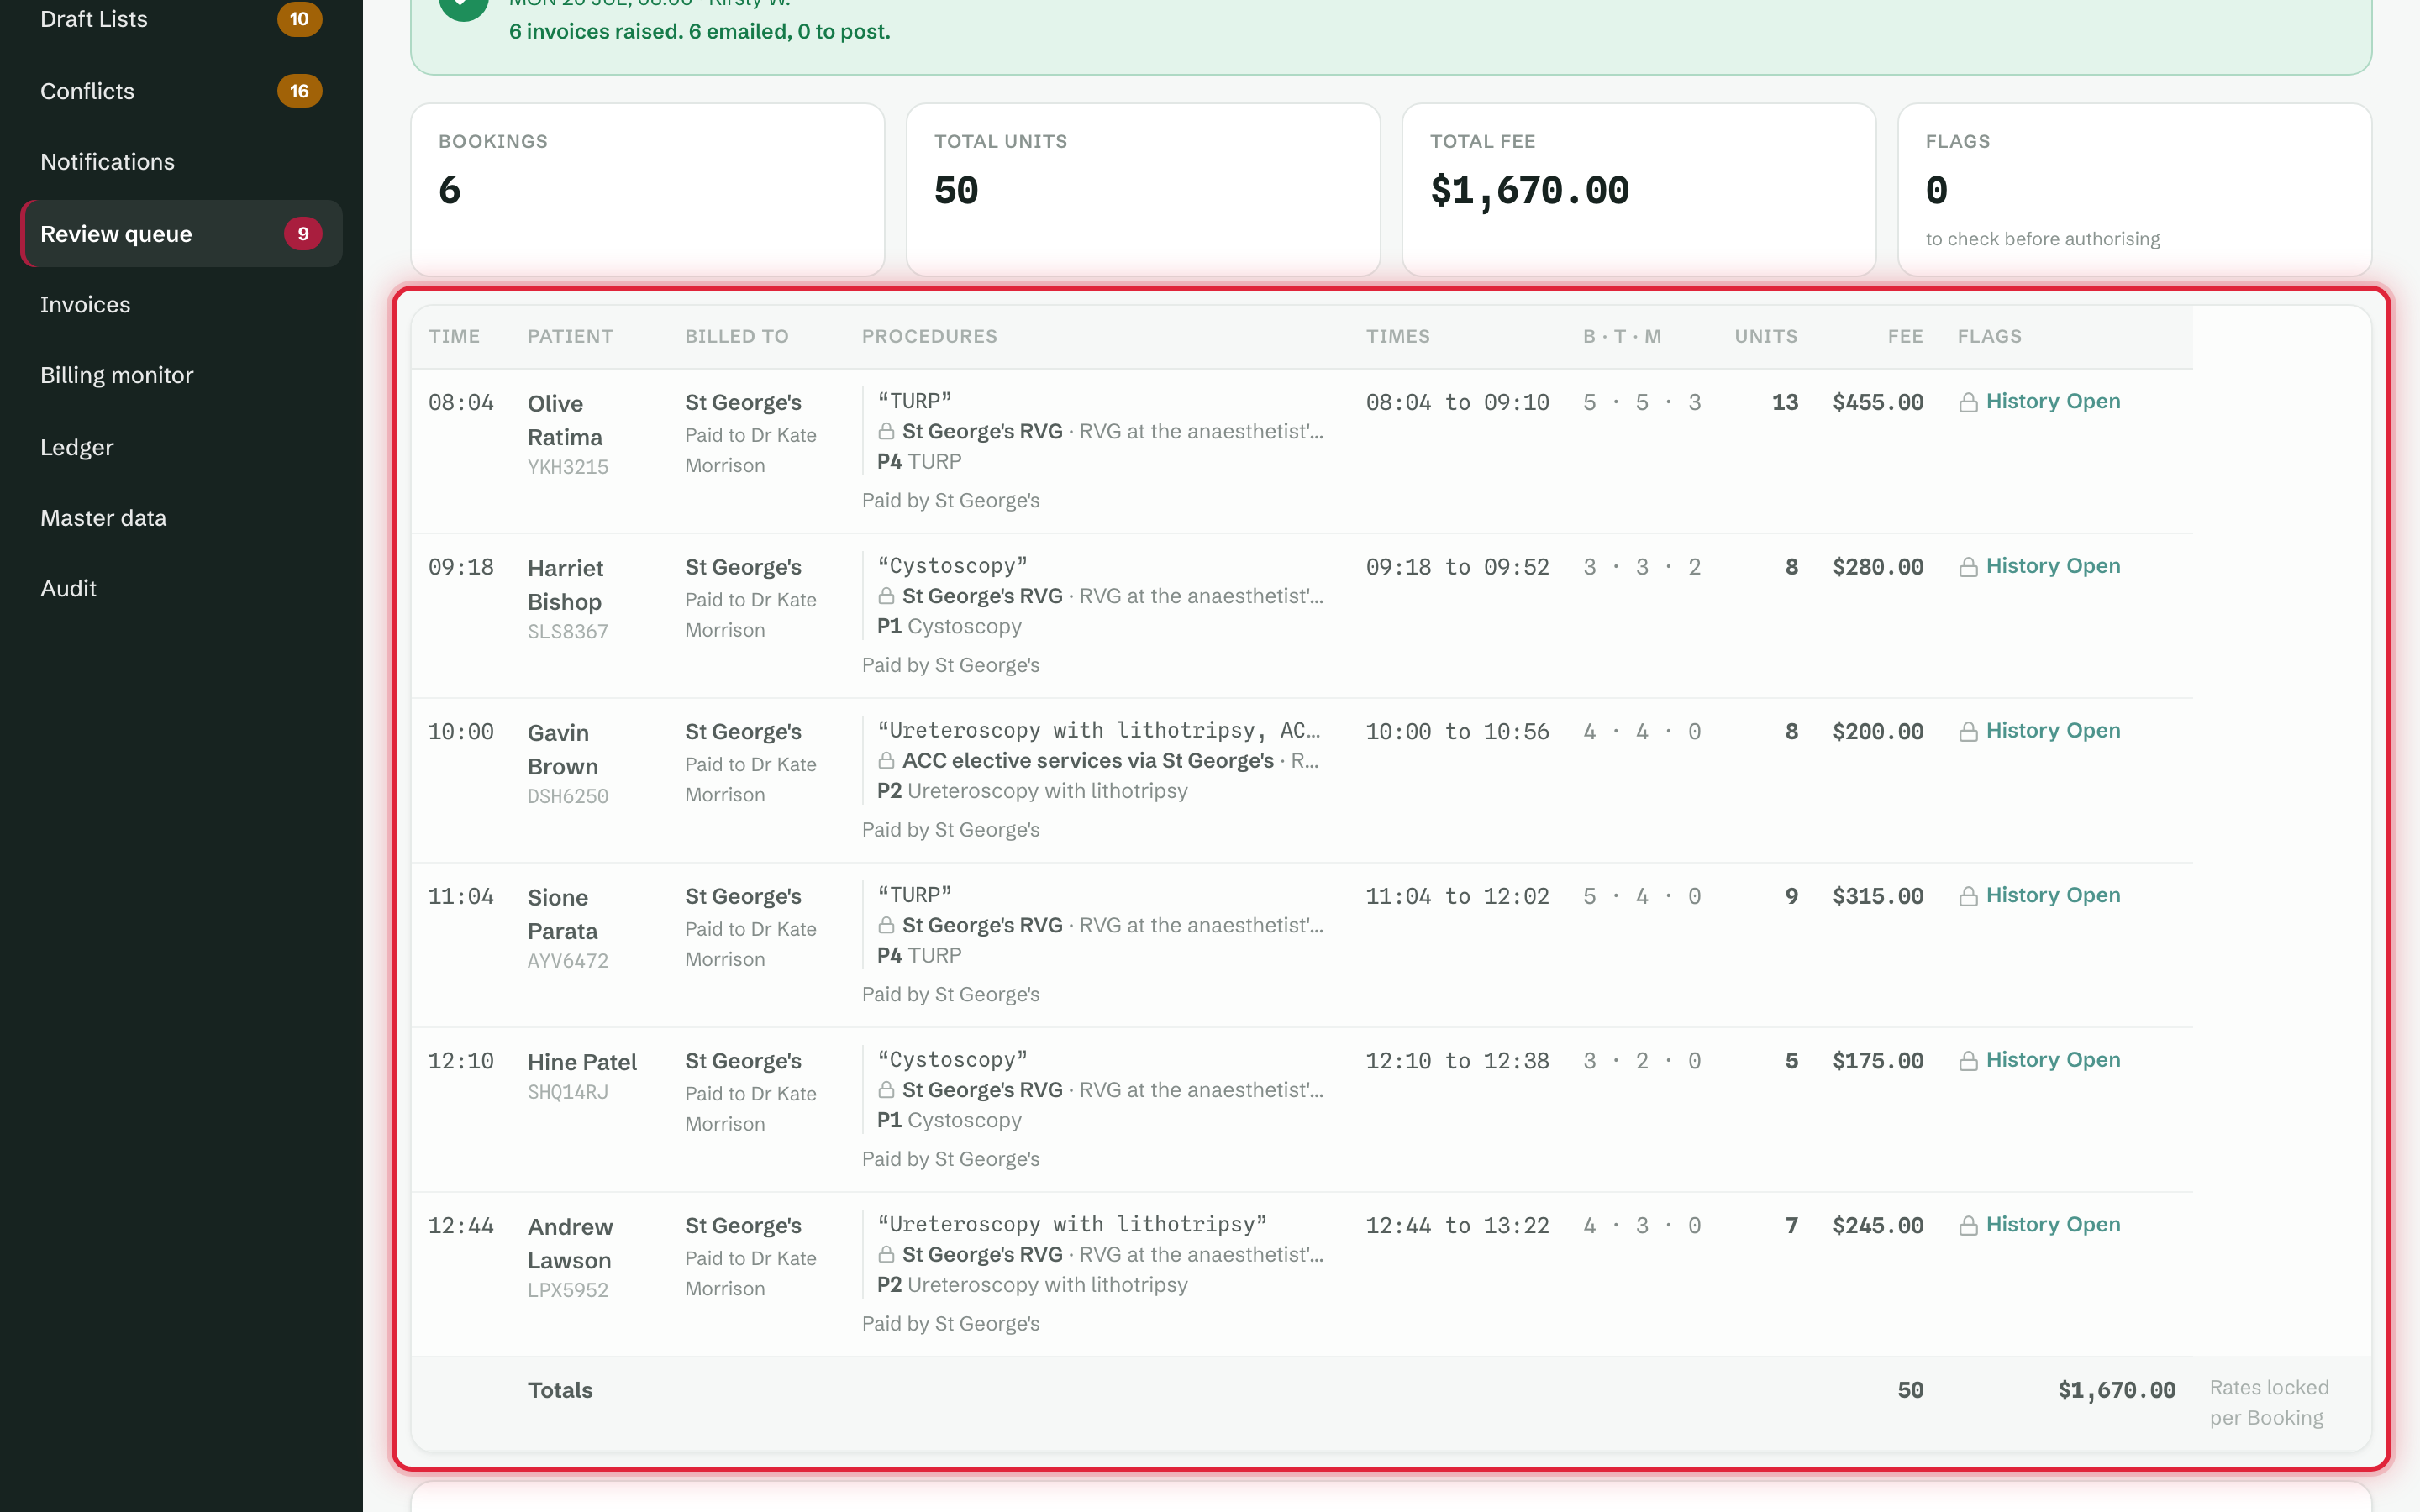 Draft Lists 10
Conflicts 16
Notifications
Review queue 9
Invoices
Billing monitor
Ledger
Master data
Audit
MON 20 JUL, 08:00 · Kirsty W.
6 invoices raised. 6 emailed, 0 to post.
BOOKINGS
6
TOTAL UNITS
50
TOTAL FEE
$1,670.00
FLAGS
0
to check before authorising
TIME PATIENT BILLED TO PROCEDURES TIMES B · T · M UNITS FEE FLAGS
08:04 Olive Ratima YKH3215 St George's Paid to Dr Kate Morrison
“TURP”
St George's RVG · RVG at the anaesthetist'…
P4 TURP
Paid by St George's
08:04 to 09:10 5 · 5 · 3 13 $455.00 History Open
09:18 Harriet Bishop SLS8367 St George's Paid to Dr Kate Morrison
“Cystoscopy”
St George's RVG · RVG at the anaesthetist'…
P1 Cystoscopy
Paid by St George's
09:18 to 09:52 3 · 3 · 2 8 $280.00 History Open
10:00 Gavin Brown DSH6250 St George's Paid to Dr Kate Morrison
“Ureteroscopy with lithotripsy, AC…
ACC elective services via St George's · R…
P2 Ureteroscopy with lithotripsy
Paid by St George's
10:00 to 10:56 4 · 4 · 0 8 $200.00 History Open
11:04 Sione Parata AYV6472 St George's Paid to Dr Kate Morrison
“TURP”
St George's RVG · RVG at the anaesthetist'…
P4 TURP
Paid by St George's
11:04 to 12:02 5 · 4 · 0 9 $315.00 History Open
12:10 Hine Patel SHQ14RJ St George's Paid to Dr Kate Morrison
“Cystoscopy”
St George's RVG · RVG at the anaesthetist'…
P1 Cystoscopy
Paid by St George's
12:10 to 12:38 3 · 2 · 0 5 $175.00 History Open
12:44 Andrew Lawson LPX5952 St George's Paid to Dr Kate Morrison
“Ureteroscopy with lithotripsy”
St George's RVG · RVG at the anaesthetist'…
P2 Ureteroscopy with lithotripsy
Paid by St George's
12:44 to 13:22 4 · 3 · 0 7 $245.00 History Open
Totals 50 $1,670.00 Rates locked per Booking